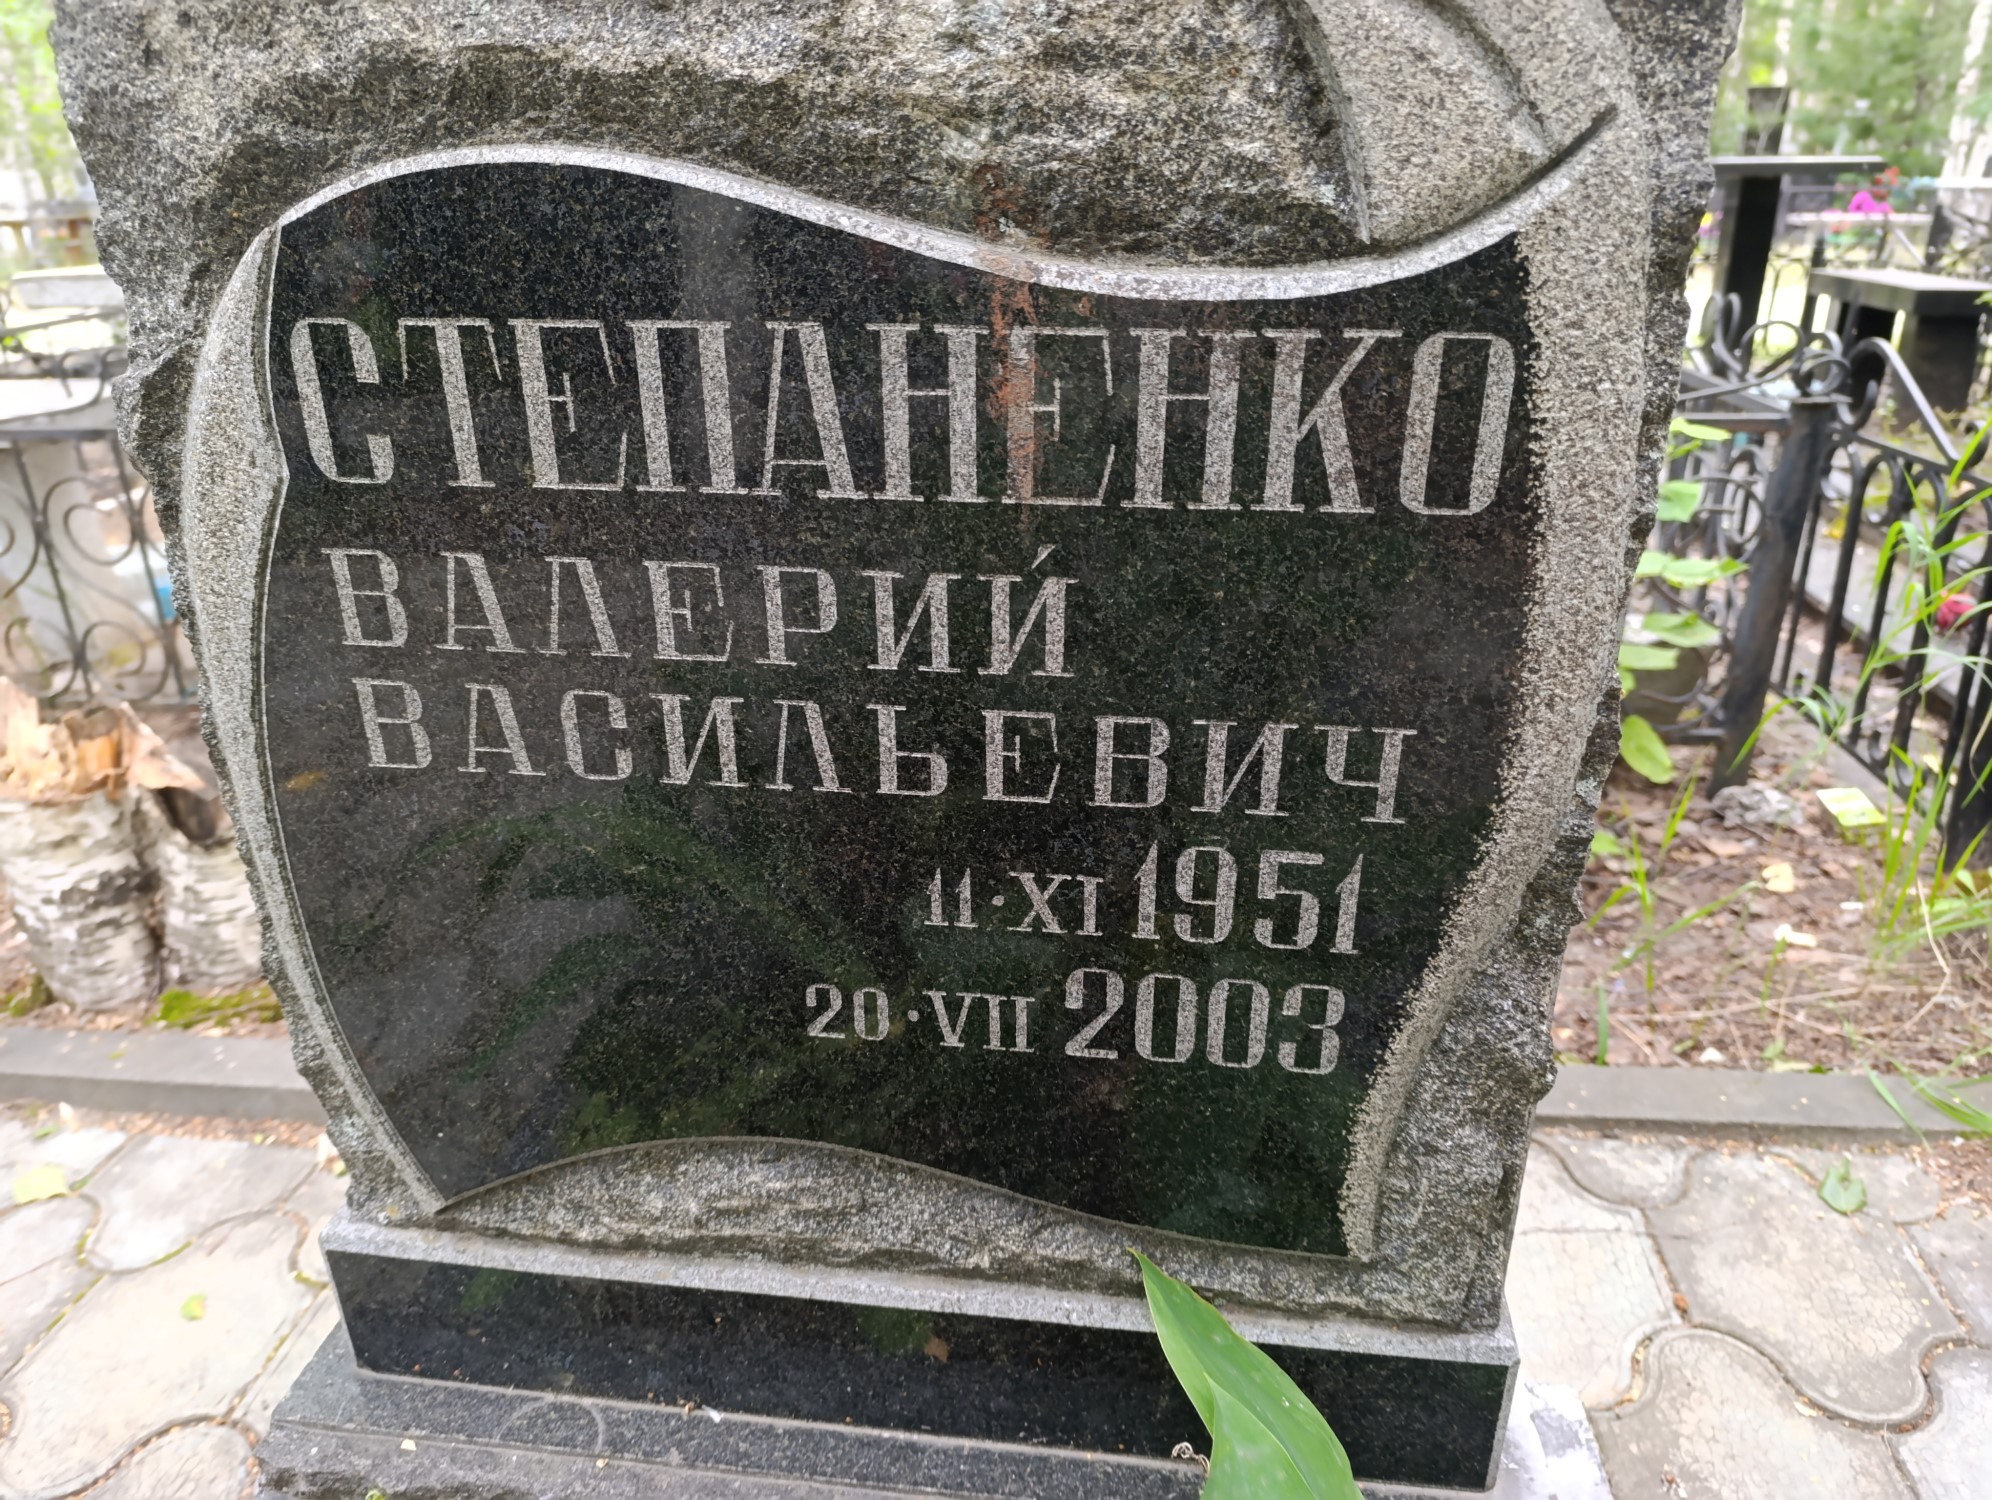 СТЕПАНЕНКО
ВАЛЕРИЙ
ВАСИЛЬЕВИЧ
11·XI 1951
20·VII 2003